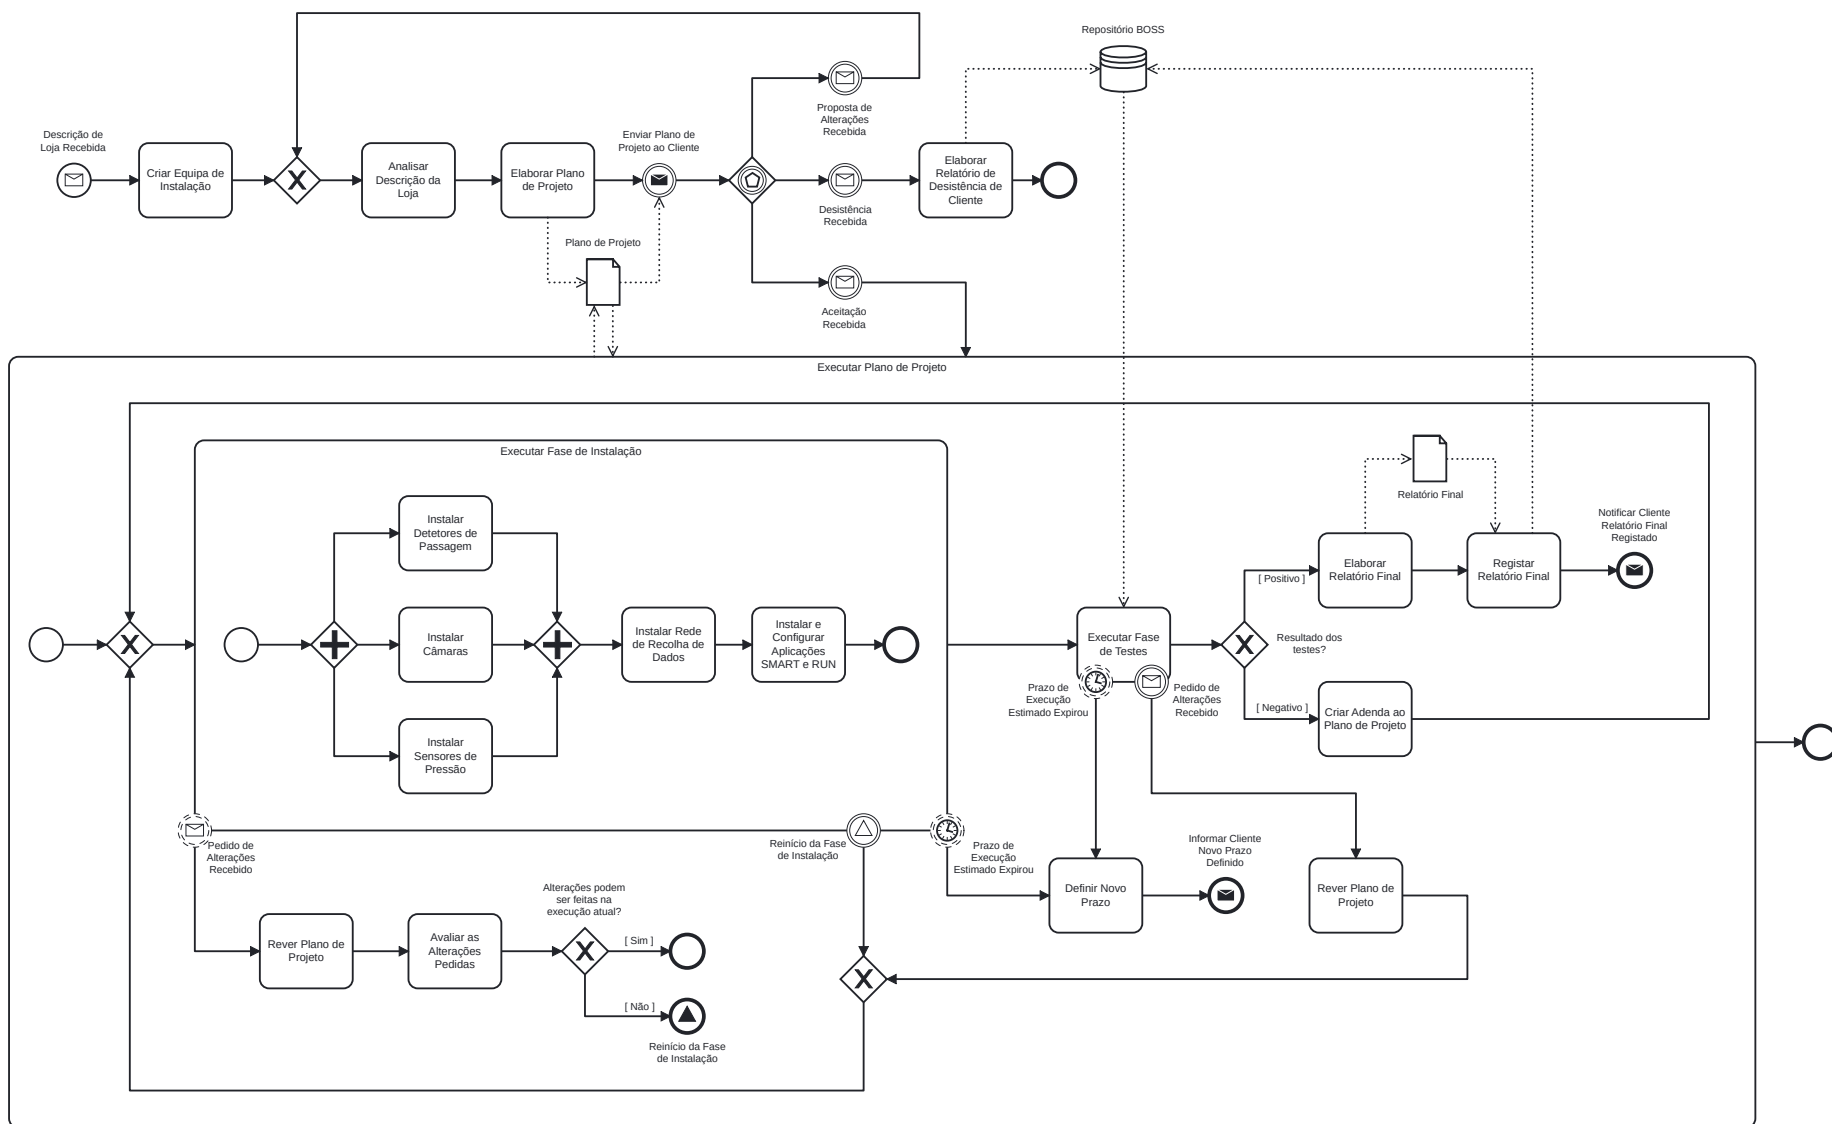 Repositório BOSS
Proposta de
Alterações
Recebida
Descrição de
Loja Recebida
Criar Equipa de
Instalação
Analisar
Descrição da
Loja
Elaborar Plano
de Projeto
Enviar Plano de
Projeto ao Cliente
Desistência
Recebida
Elaborar
Relatório de
Desistência de
Cliente
Plano de Projeto
Aceitação
Recebida
Executar Plano de Projeto
Executar Fase de Instalação
Instalar
Detetores de
Passagem
Instalar
Câmaras
Instalar
Sensores de
Pressão
Instalar Rede
de Recolha de
Dados
Instalar e
Configurar
Aplicações
SMART e RUN
Executar Fase
de Testes
Prazo de
Execução
Estimado Expirou
Pedido de
Alterações
Recebido
Resultado dos
testes?
[ Positivo ]
[ Negativo ]
Elaborar
Relatório Final
Relatório Final
Registar
Relatório Final
Notificar Cliente
Relatório Final
Registado
Criar Adenda ao
Plano de Projeto
Pedido de
Alterações
Recebido
Reinício da Fase
de Instalação
Prazo de
Execução
Estimado Expirou
Definir Novo
Prazo
Informar Cliente
Novo Prazo
Definido
Rever Plano de
Projeto
Rever Plano de
Projeto
Avaliar as
Alterações
Pedidas
Alterações podem
ser feitas na
execução atual?
[ Sim ]
[ Não ]
Reinício da Fase
de Instalação